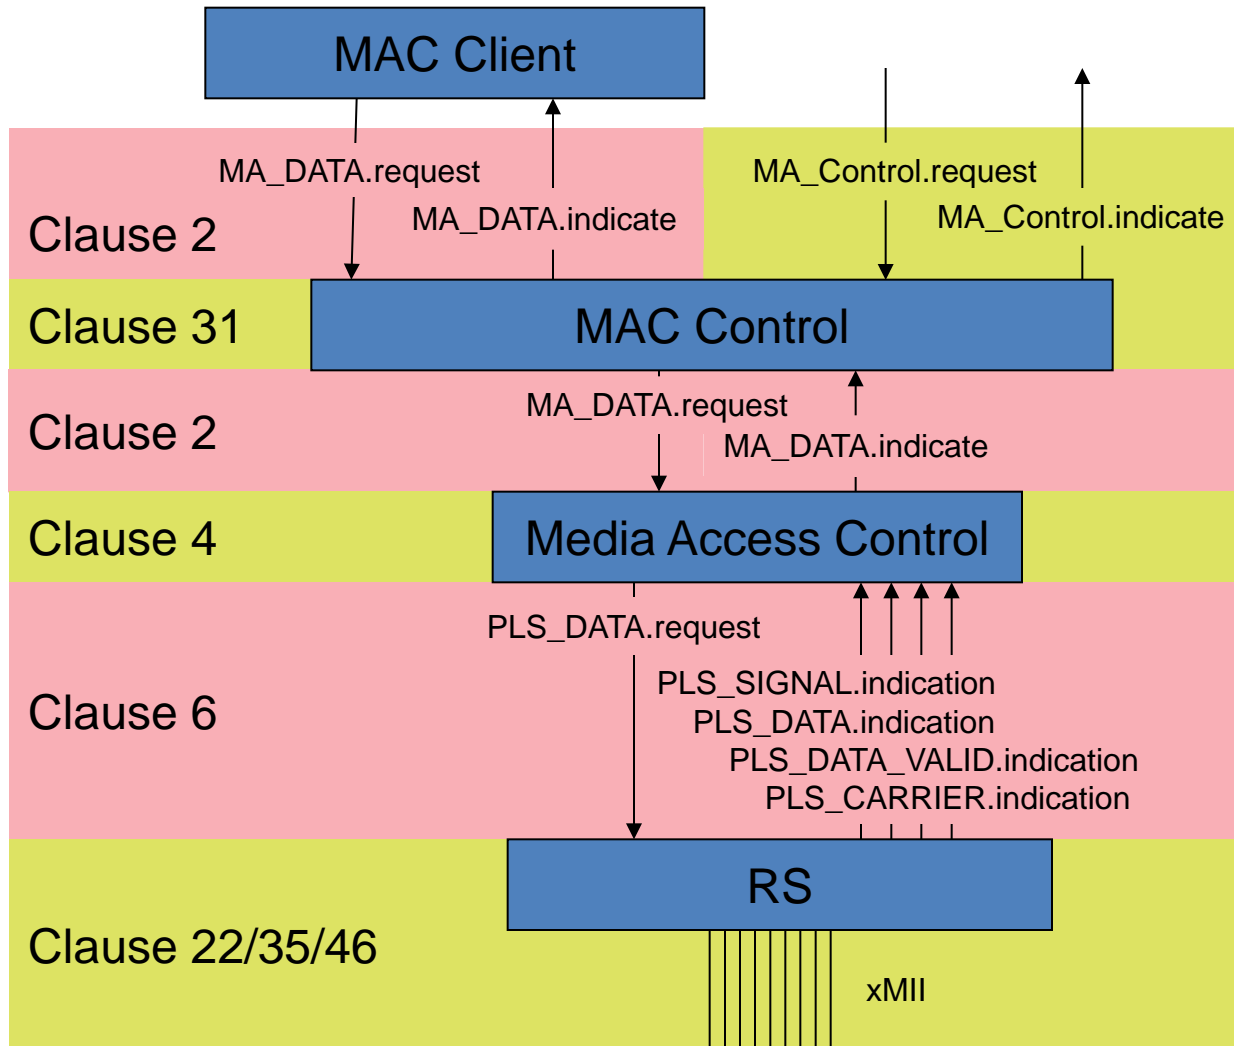 MAC Client
MA_DATA.request
MA_Control.request
MA_DATA.indicate
MA_Control.indicate
Clause 2
Clause 31
MAC Control
Clause 2
MA_DATA.request
MA_DATA.indicate
Clause 4
Media Access Control
PLS_DATA.request
Clause 6
PLS_SIGNAL.indication
PLS_DATA.indication
PLS_DATA_VALID.indication
PLS_CARRIER.indication
RS
Clause 22/35/46
xMII